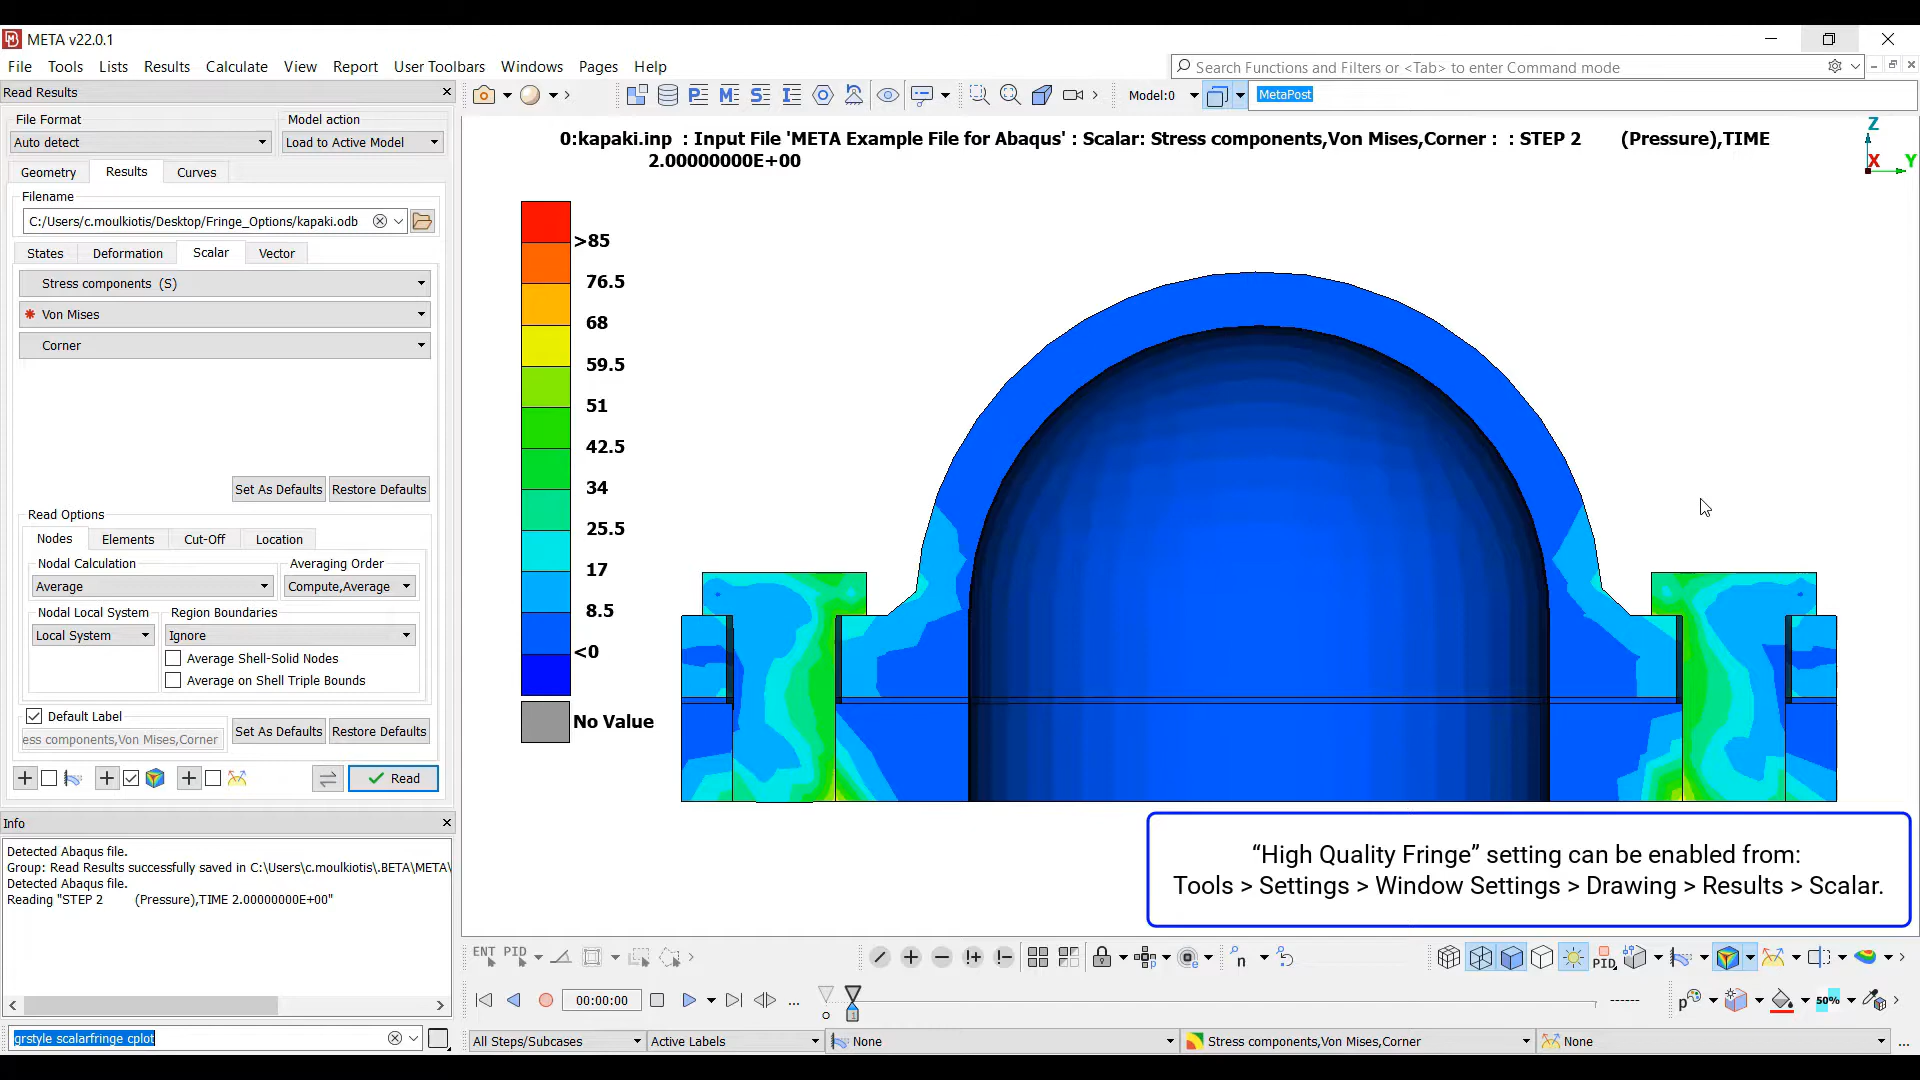 META v22.0.1
File Tools Lists Results Calculate View Report User Toolbars Windows Pages Help
Search Functions and Filters or <Tab> to enter Command mode
Read Results
Model:0
MetaPost
File Format
Model action
Auto detect
Load to Active Model
Geometry Results Curves
Filename
C:/Users/c.moulkiotis/Desktop/Fringe_Options/kapaki.odb
States Deformation Scalar Vector
Stress components (S)
Von Mises
Corner
Set As Defaults Restore Defaults
Read Options
Nodes Elements Cut-Off Location
Nodal Calculation
Averaging Order
Average
Compute,Average
Nodal Local System
Region Boundaries
Local System
Ignore
Average Shell-Solid Nodes
Average on Shell Triple Bounds
Default Label
ess components,Von Mises,Corner
Set As Defaults Restore Defaults
Read
Info
Detected Abaqus file.
Group: Read Results successfully saved in C:\Users\c.moulkiotis\.BETA\META\
Detected Abaqus file.
Reading "STEP 2 (Pressure),TIME 2.00000000E+00"
grstyle scalarfringe cplot
0:kapaki.inp : Input File 'META Example File for Abaqus' : Scalar: Stress components,Von Mises,Corner : : STEP 2 (Pressure),TIME
2.00000000E+00
Z
X
Y
>85
76.5
68
59.5
51
42.5
34
25.5
17
8.5
<0
No Value
“High Quality Fringe” setting can be enabled from:
Tools > Settings > Window Settings > Drawing > Results > Scalar.
ENT PID
n
PID
00:00:00
...
------
p
50%
All Steps/Subcases
Active Labels
None
Stress components,Von Mises,Corner
None
...